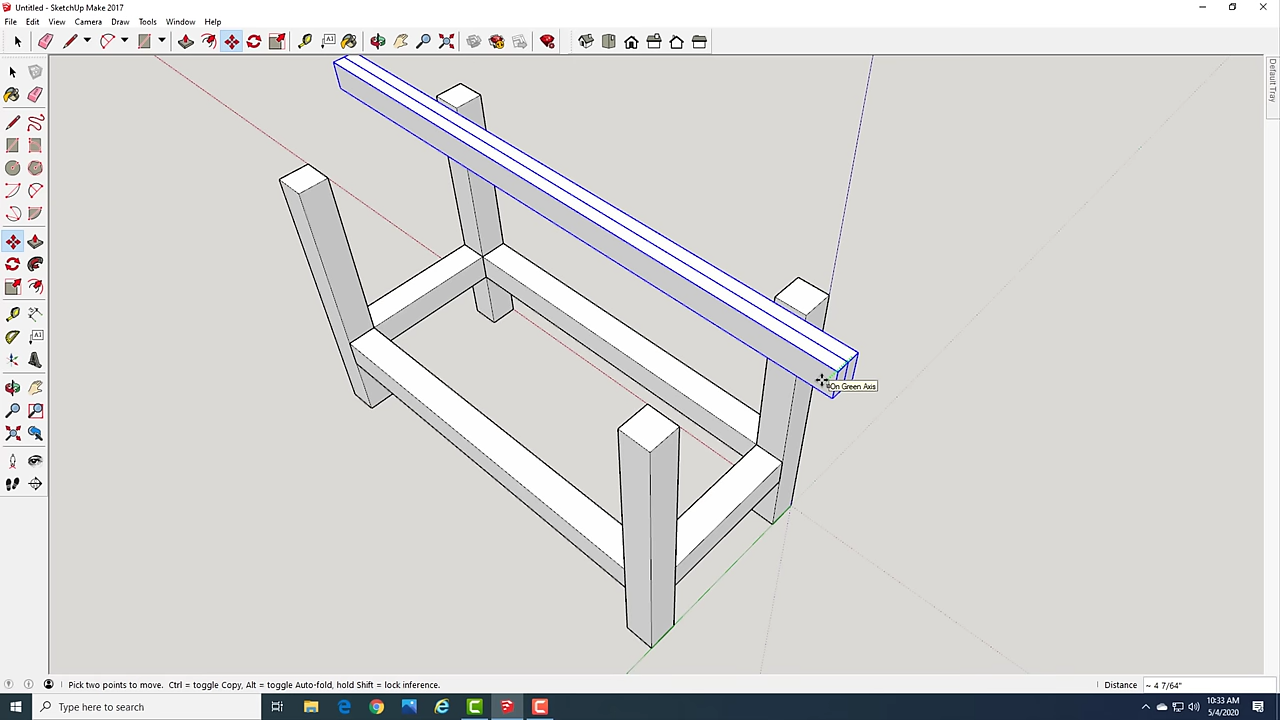 Untitled - SketchUp Make 2017
File Edit View Camera Draw Tools Window Help
A1
Default Tray
A1
On Green Axis
Pick two points to move. Ctrl = toggle Copy, Alt = toggle Auto-fold, hold Shift = lock inference.
Distance ~ 4 7/64"
Type here to search
10:33 AM
5/4/2020